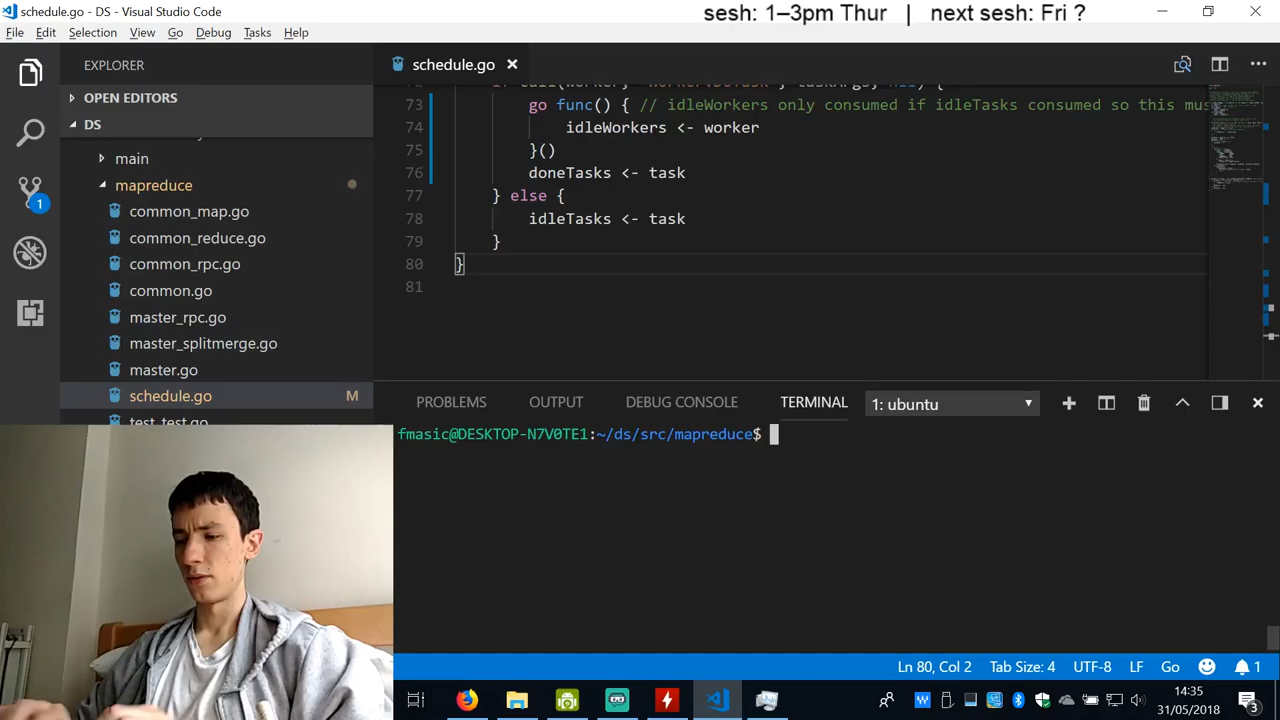 schedule.go - DS - Visual Studio Code
sesh: 1–3pm Thur | next sesh: Fri ?
File Edit Selection View Go Debug Tasks Help
EXPLORER
schedule.go
OPEN EDITORS
DS
main
mapreduce
common_map.go
common_reduce.go
common_rpc.go
common.go
master_rpc.go
master_splitmerge.go
master.go
schedule.go M
test_test.go
1
73 go func() { // idleWorkers only consumed if idleTasks consumed so this mus
74 idleWorkers <- worker
75 }()
76 doneTasks <- task
77 } else {
78 idleTasks <- task
79 }
80 }
81
PROBLEMS OUTPUT DEBUG CONSOLE TERMINAL 1: ubuntu
fmasic@DESKTOP-N7V0TE1:~/ds/src/mapreduce$
Ln 80, Col 2 Tab Size: 4 UTF-8 LF Go 1
14:35
31/05/2018
3